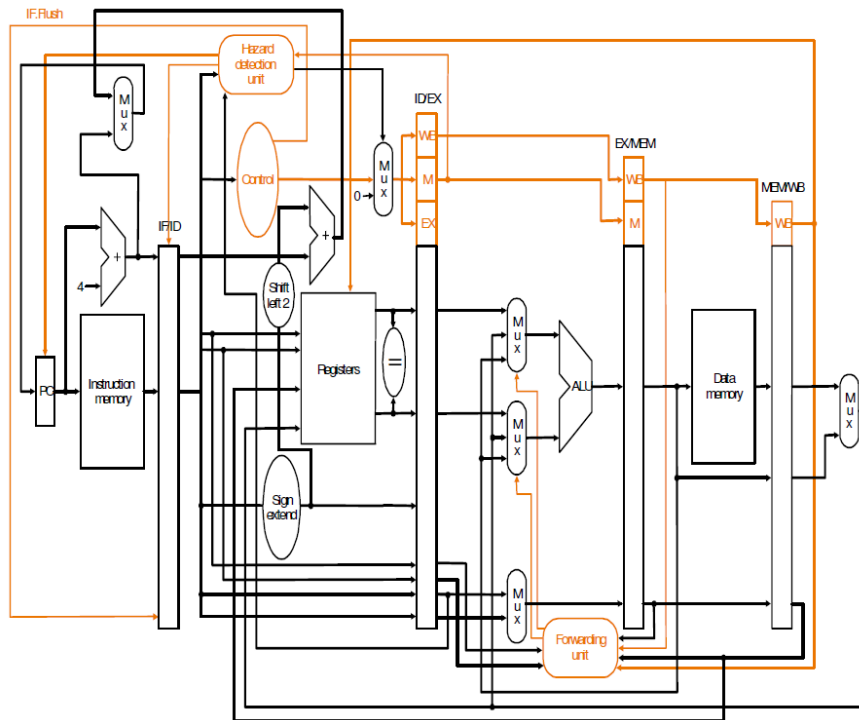 IF.Flush
Hazard
detection
unit
M
u
x
ID/EX
WB
EX/MEM
Control
M
u
x
M
WB
MEM/WB
0
IF/ID
EX
M
WB
+
+
4
Shift
left 2
M
u
x
PC
Instruction
memory
Registers
=
ALU
Data
memory
M
u
x
M
u
x
Sign
extend
M
u
x
Forwarding
unit